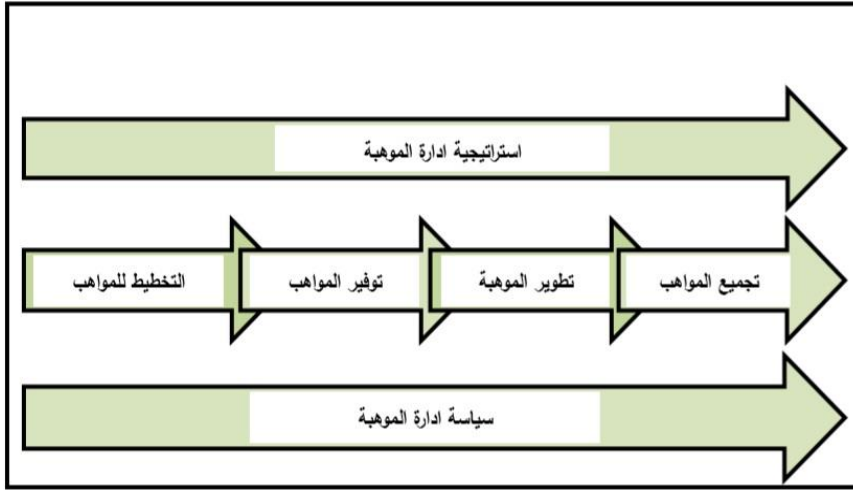 استراتيجية ادارة الموهبة
التخطيط للمواهب
توفير المواهب
تطوير الموهبة
تجميع المواهب
سياسة ادارة الموهبة